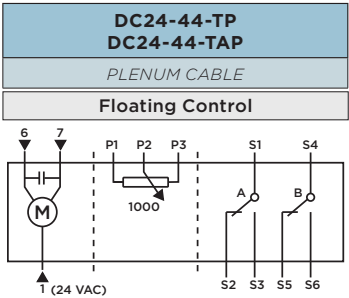 DC24-44-TP
DC24-44-TAP
PLENUM CABLE
Floating Control
6 7 P1 P2 P3 S1 S4
A B
M 1000
1 (24 VAC) S2 S3 S5 S6